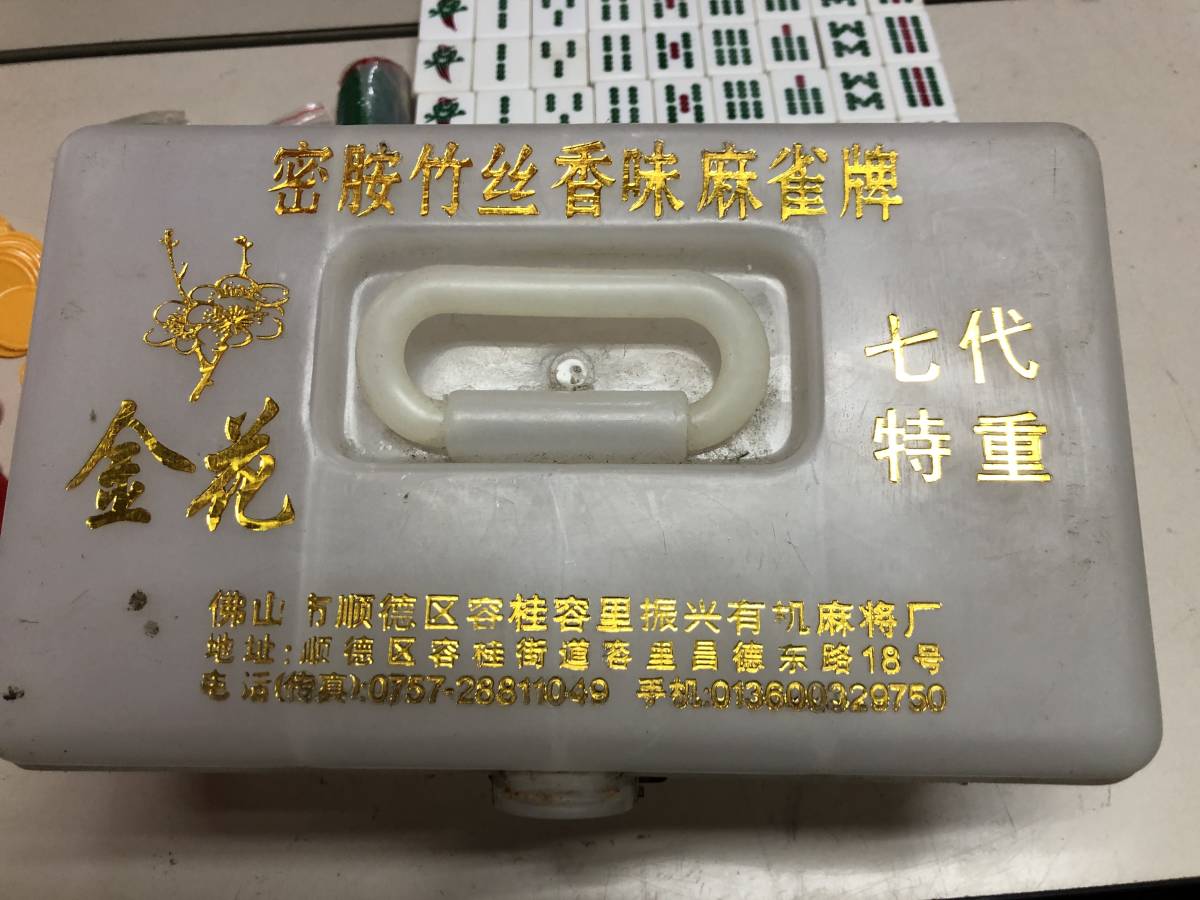 密胺竹丝香味麻雀牌
金花
七代
特重
佛山市顺德区容桂容里振兴有机麻将厂
地址:顺德区容桂街道容里昌德东路18号
电话(传真):0757-28811049 手机:013600329750